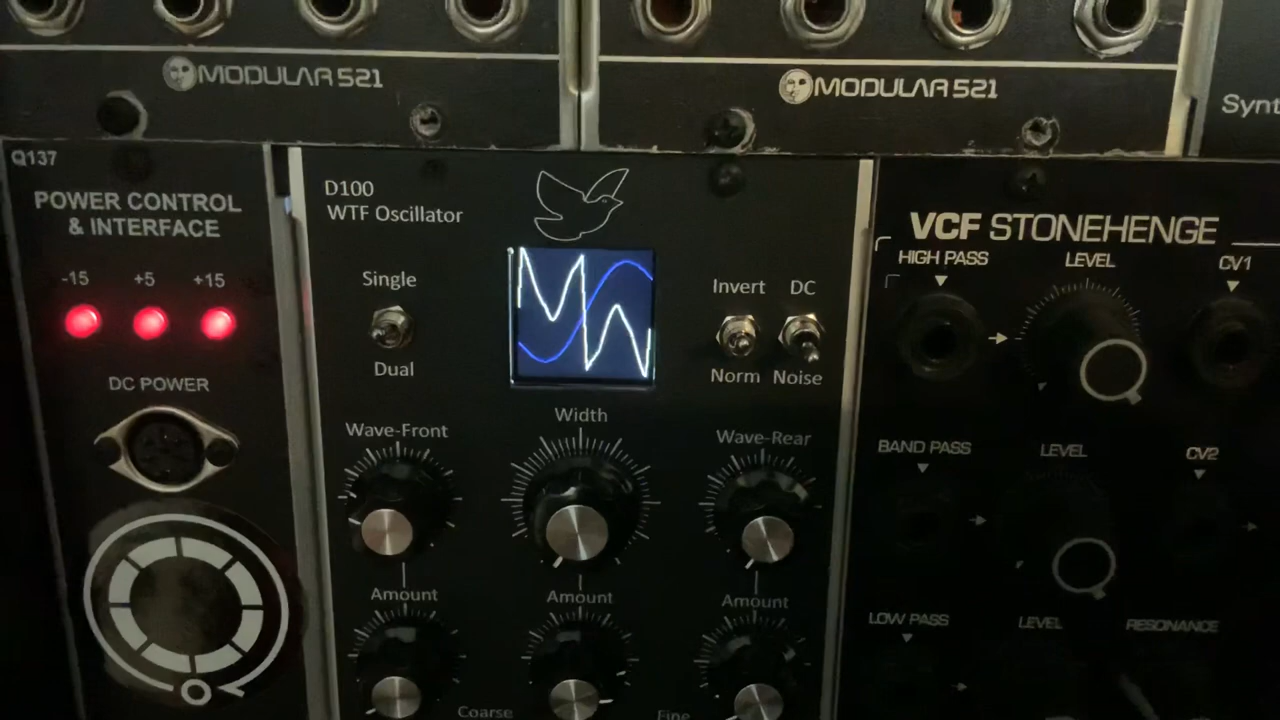 MODULAR 521
MODULAR 521
Synt
Q137
POWER CONTROL
& INTERFACE
-15 +5 +15
DC POWER
D100
WTF Oscillator
Single
Dual
Invert DC
Norm Noise
Wave-Front
Width
Wave-Rear
Amount
Amount
Amount
Coarse
Fine
VCF STONEHENGE
HIGH PASS
LEVEL
CV1
BAND PASS
LEVEL
CV2
LOW PASS
LEVEL
RESONANCE